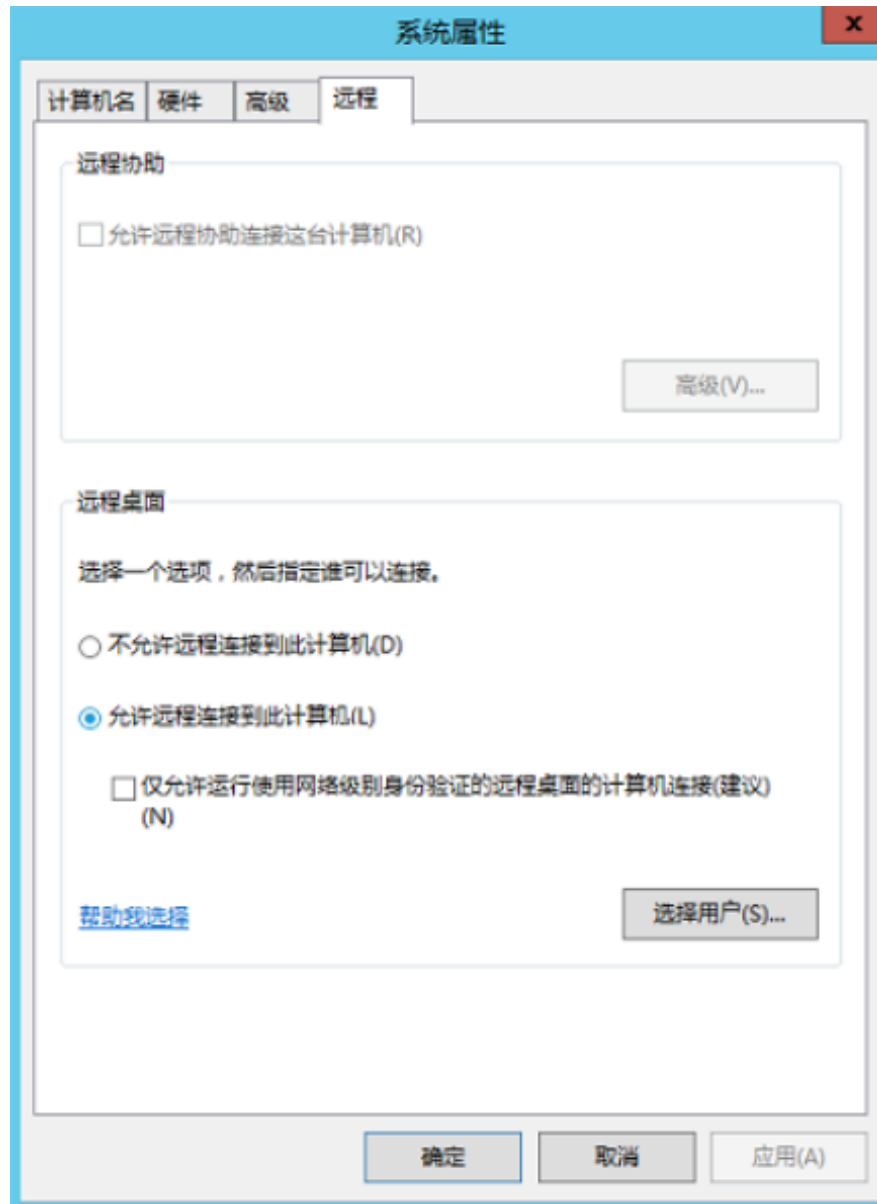 系统属性
x
计算机名 硬件 高级 远程
远程协助
允许远程协助连接这台计算机(R)
高级(V)...
远程桌面
选择一个选项，然后指定谁可以连接。
不允许远程连接到此计算机(D)
允许远程连接到此计算机(L)
仅允许运行使用网络级别身份验证的远程桌面的计算机连接(建议)
(N)
帮助我选择 选择用户(S)...
确定 取消 应用(A)